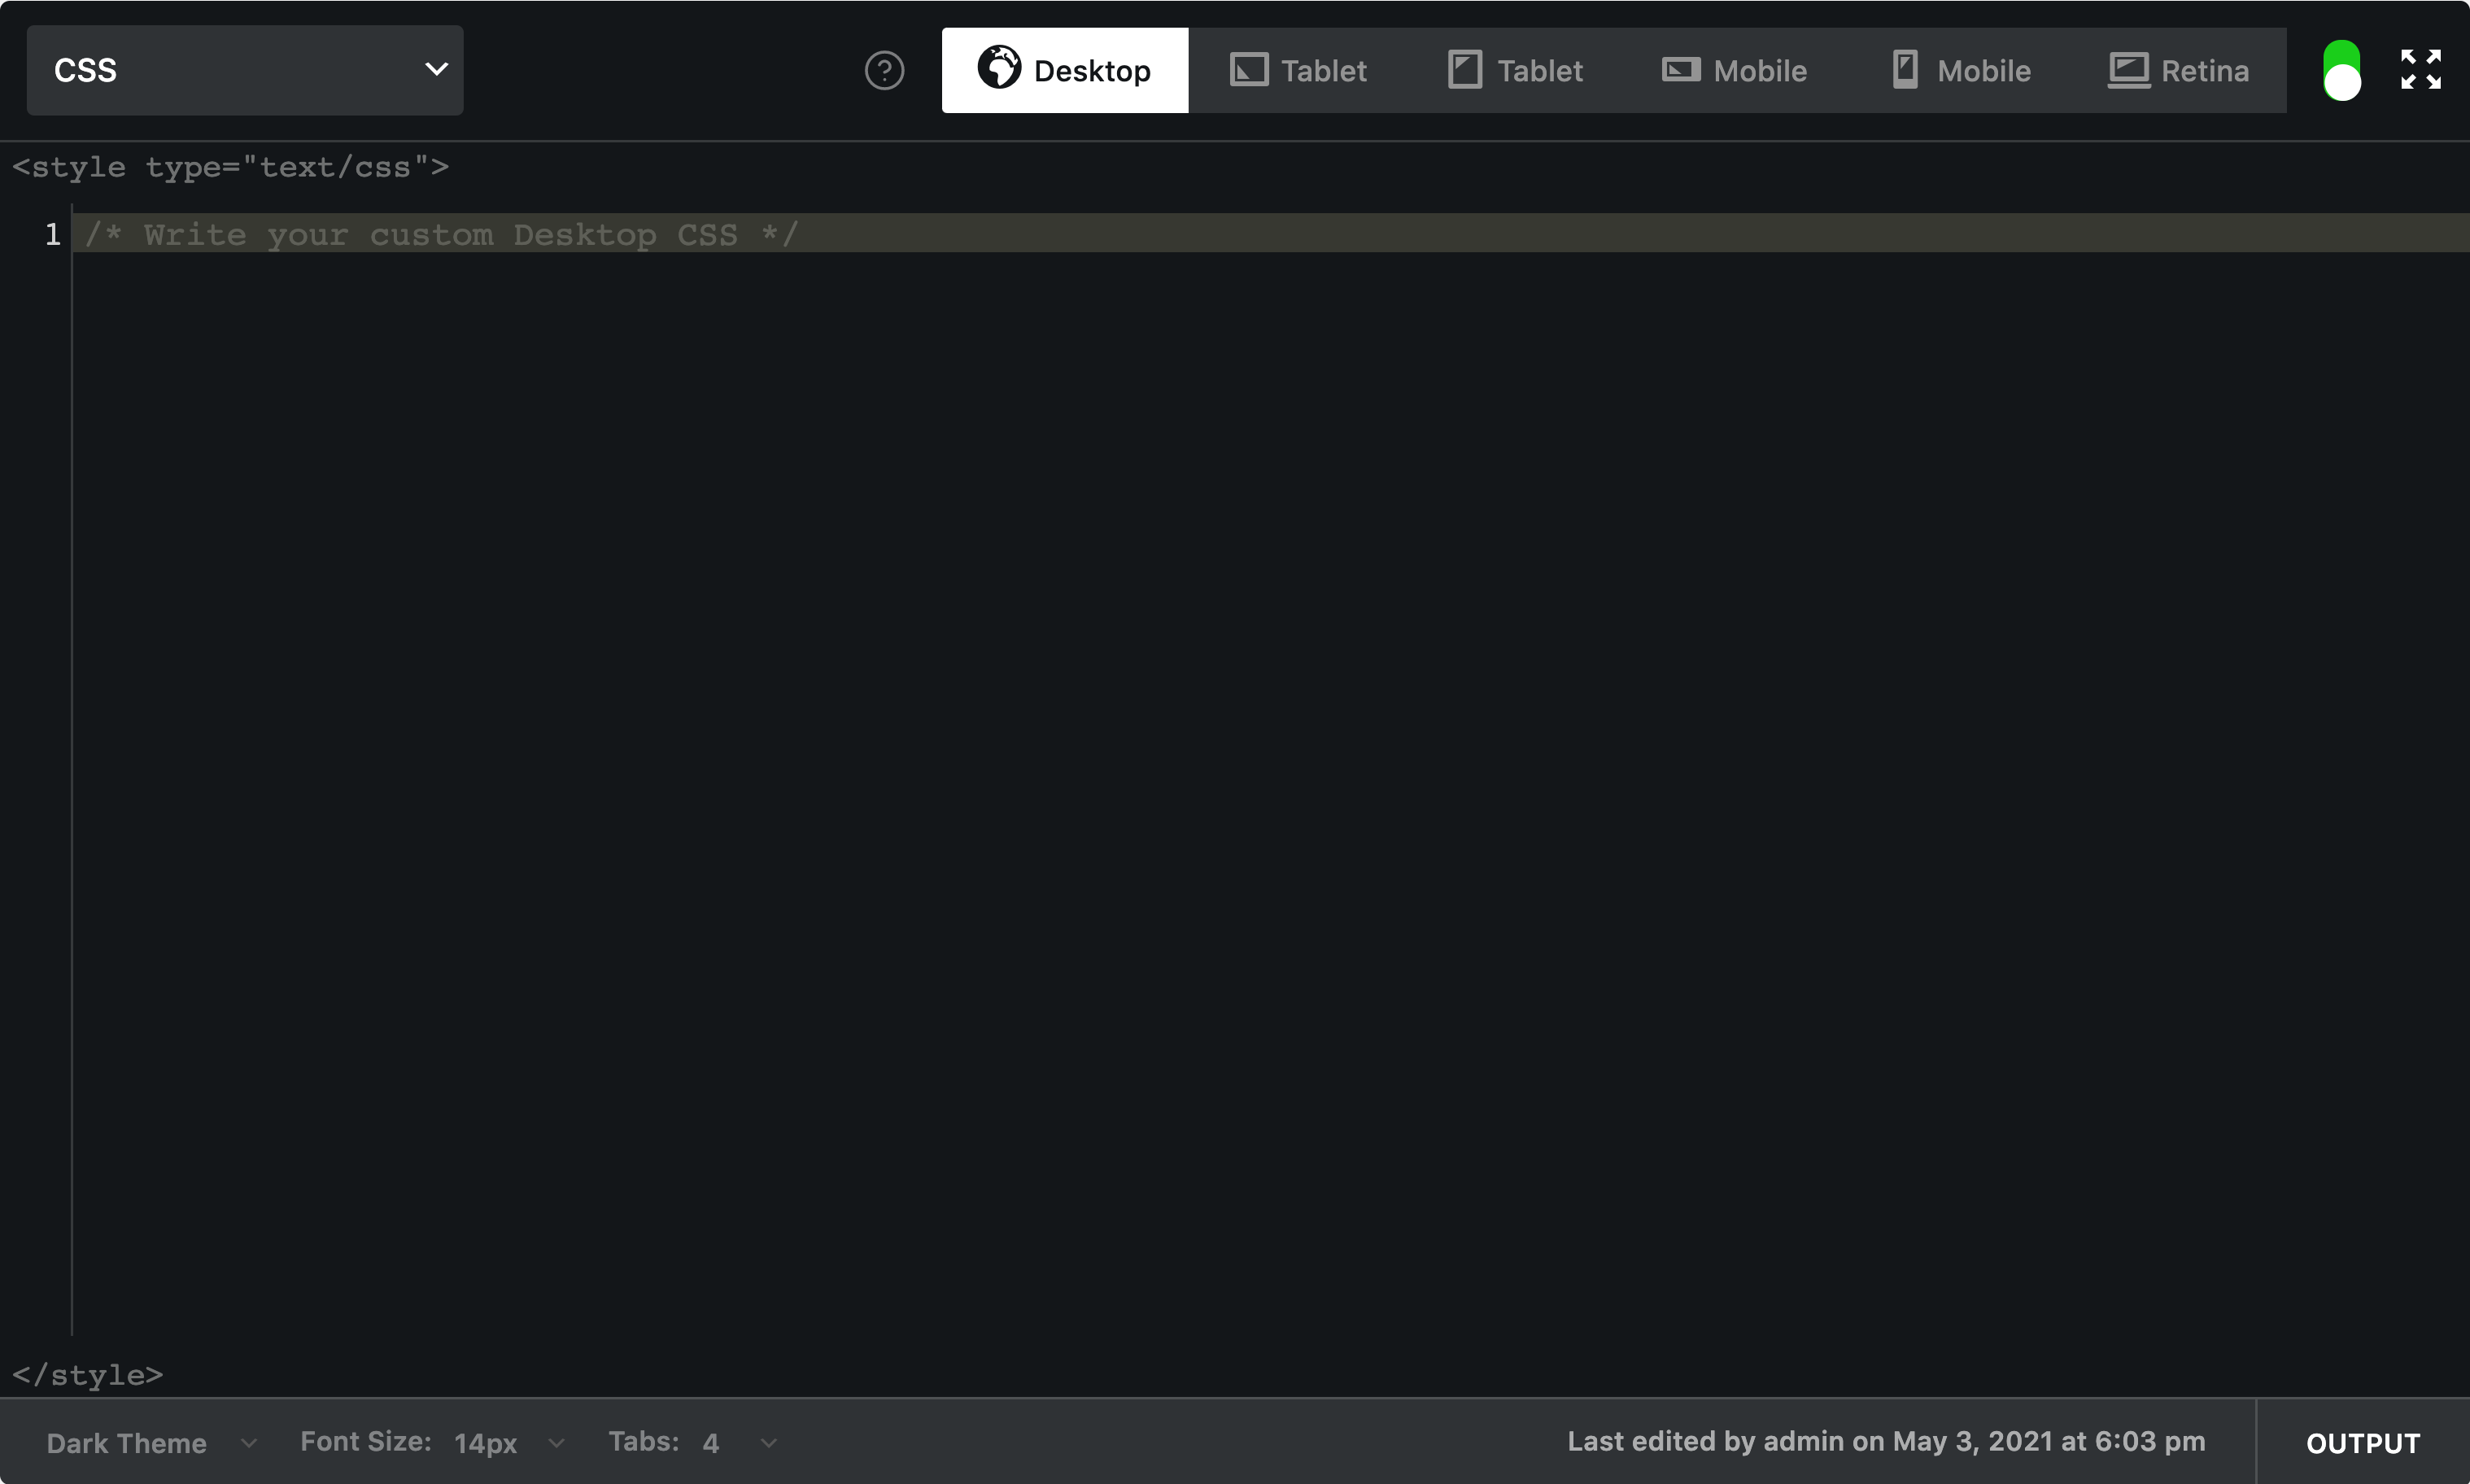 CSS
? Desktop Tablet Tablet Mobile Mobile Retina
<style type="text/css">
1 /* Write your custom Desktop CSS */
</style>
Dark Theme Font Size: 14px Tabs: 4 Last edited by admin on May 3, 2021 at 6:03 pm OUTPUT